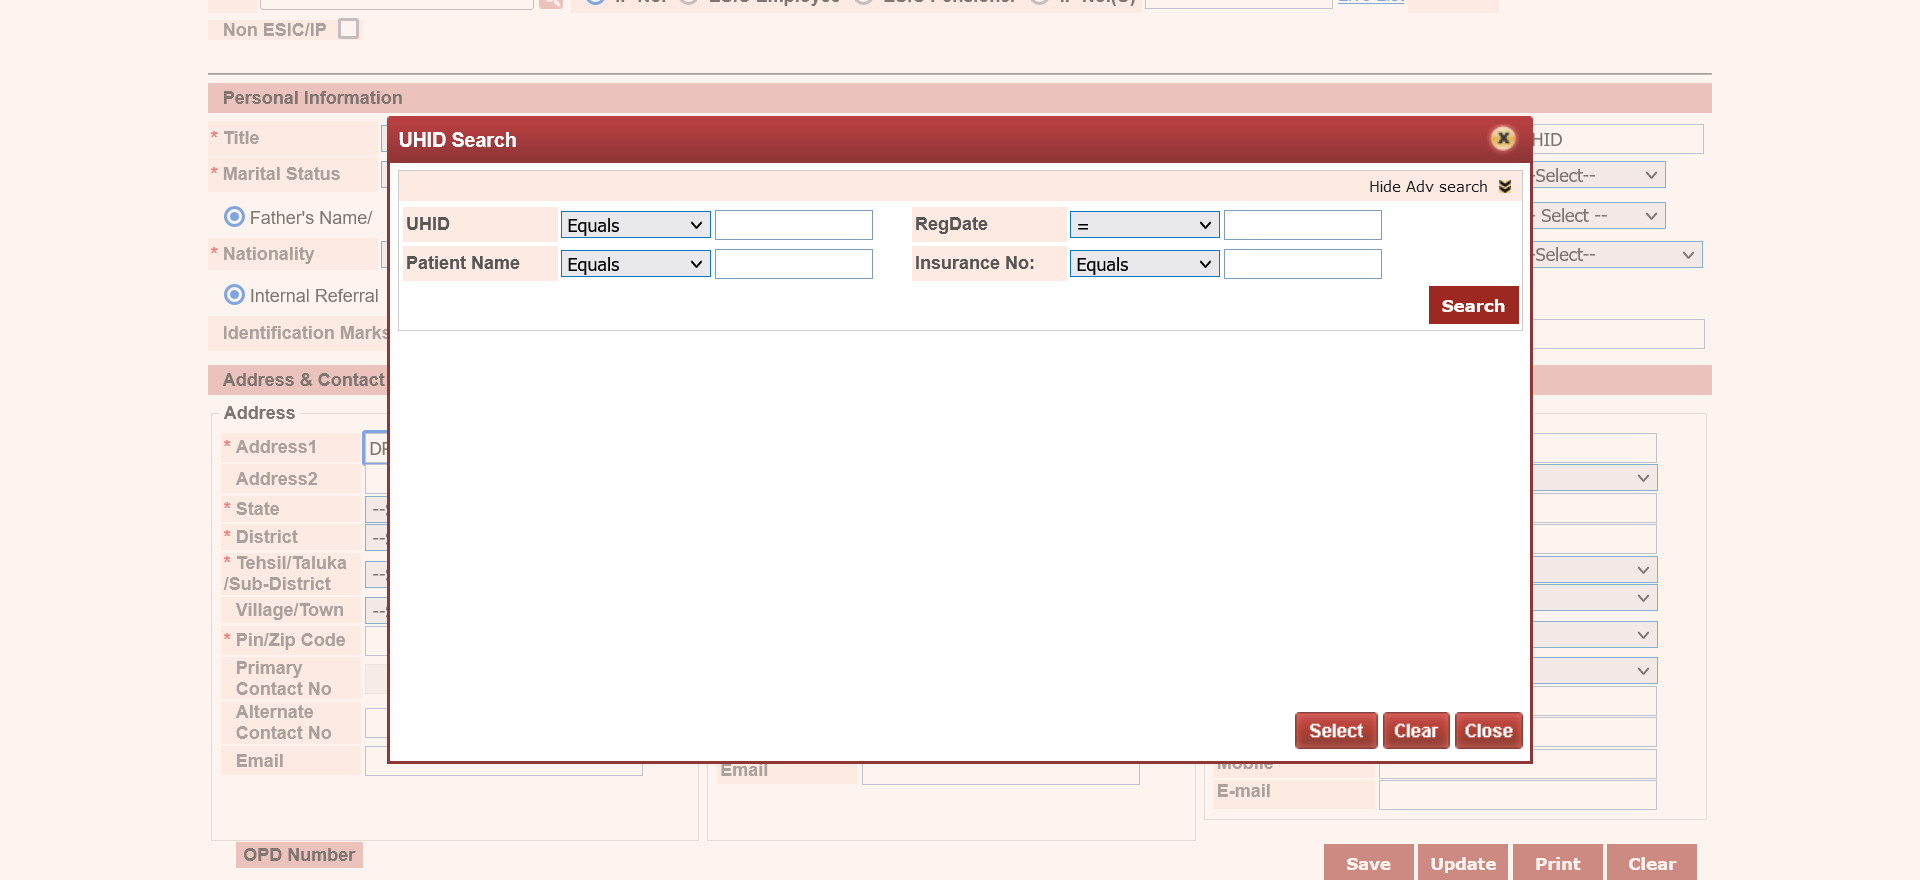 Non ESIC/IP
Personal Information
* Title
UHID Search
HID
* Marital Status
-Select--
Hide Adv search
Father's Name/
UHID Equals RegDate =
- Select --
* Nationality
Patient Name Equals Insurance No: Equals
-Select--
Internal Referral
Search
Identification Marks
Address & Contact
Address
* Address1
Address2
* State
* District
* Tehsil/Taluka
/Sub-District
Village/Town
* Pin/Zip Code
Primary
Contact No
Alternate
Contact No
Select Clear Close
Email
Email
Mobile
E-mail
OPD Number
Save Update Print Clear